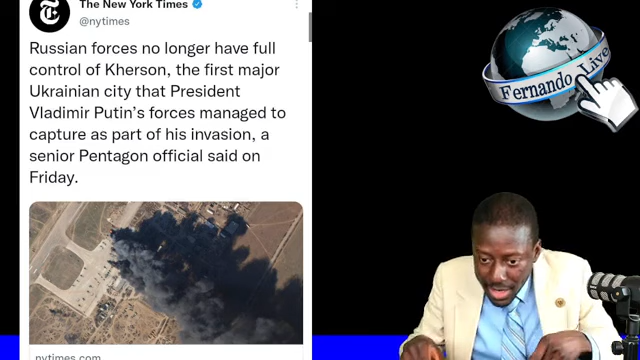 The New York Times
@nytimes
Russian forces no longer have full
control of Kherson, the first major
Ukrainian city that President
Vladimir Putin's forces managed to
capture as part of his invasion, a
senior Pentagon official said on
Friday.
nytimes.com
Fernando Live